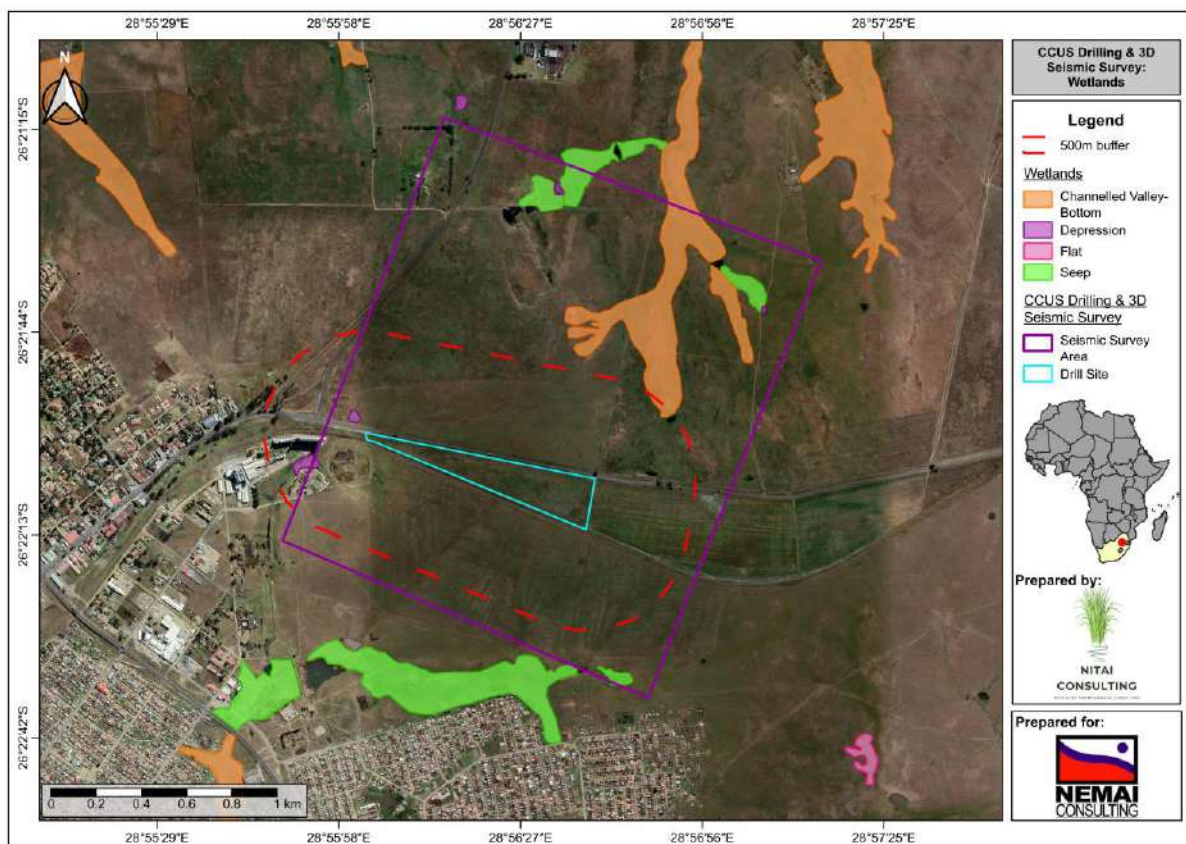 28°55'29"E
28°55'58"E
28°56'27"E
28°56'56"E
28°57'25"E
N
26°21'15"S
26°21'44"S
26°22'13"S
26°22'42"S
0 0.2 0.4 0.6 0.8 1 km
28°55'29"E
28°55'58"E
28°56'27"E
28°56'56"E
28°57'25"E
CCUS Drilling & 3D
Seismic Survey:
Wetlands
Legend
500m buffer
Wetlands
Channelled Valley-
Bottom
Depression
Flat
Seep
CCUS Drilling & 3D
Seismic Survey
Seismic Survey
Area
Drill Site
Prepared by:
NITAI
CONSULTING
Prepared for:
NEMAI
CONSULTING